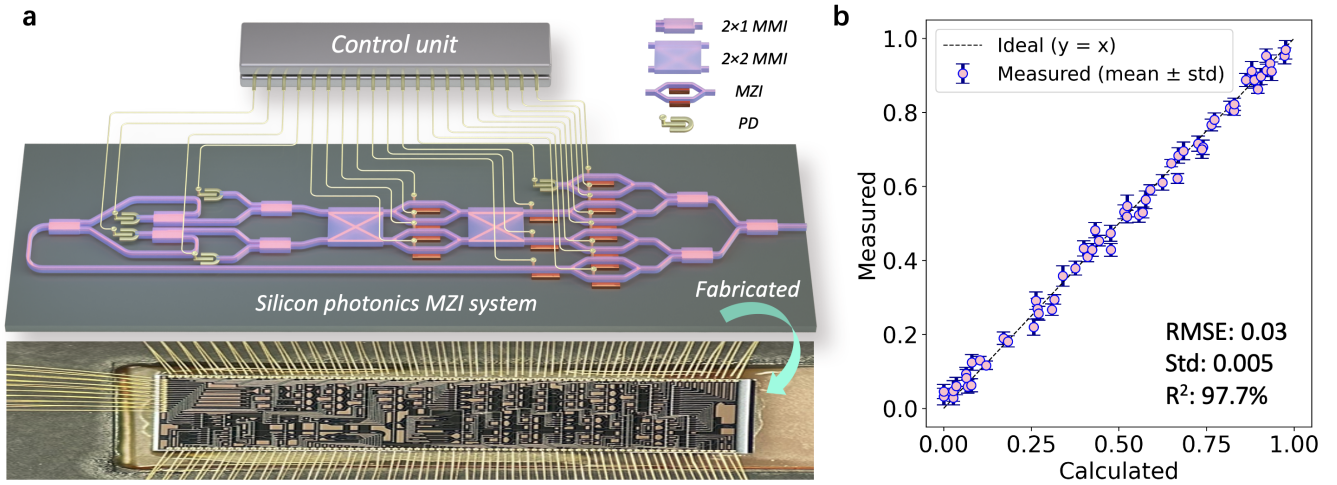 a
Control unit
2×1 MMI
2×2 MMI
MZI
PD
Silicon photonics MZI system
Fabricated
b
Ideal (y = x)
Measured (mean ± std)
1.0
0.8
0.6
0.4
0.2
0.0
Measured
RMSE: 0.03
Std: 0.005
R²: 97.7%
0.00 0.25 0.50 0.75 1.00
Calculated